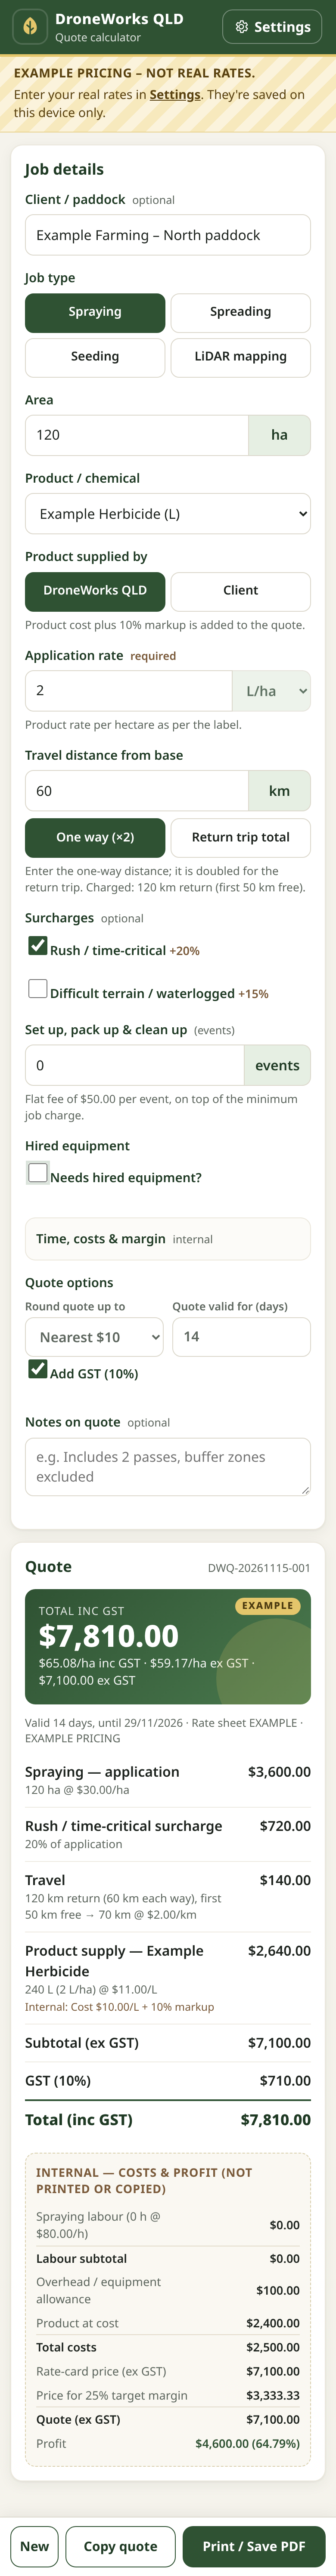 DroneWorks QLD
Quote calculator
Settings
EXAMPLE PRICING – NOT REAL RATES.
Enter your real rates in Settings. They're saved on
this device only.
Job details
Client / paddock optional
Example Farming – North paddock
Job type
Spraying
Spreading
Seeding
LiDAR mapping
Area
120
ha
Product / chemical
Example Herbicide (L)
Product supplied by
DroneWorks QLD
Client
Product cost plus 10% markup is added to the quote.
Application rate required
2
L/ha
Product rate per hectare as per the label.
Travel distance from base
60
km
One way (×2)
Return trip total
Enter the one-way distance; it is doubled for the
return trip. Charged: 120 km return (first 50 km free).
Surcharges optional
Rush / time-critical +20%
Difficult terrain / waterlogged +15%
Set up, pack up & clean up (events)
0
events
Flat fee of $50.00 per event, on top of the minimum
job charge.
Hired equipment
Needs hired equipment?
Time, costs & margin internal
Quote options
Round quote up to
Quote valid for (days)
Nearest $10
14
Add GST (10%)
Notes on quote optional
e.g. Includes 2 passes, buffer zones
excluded
Quote
DWQ-20261115-001
EXAMPLE
TOTAL INC GST
$7,810.00
$65.08/ha inc GST · $59.17/ha ex GST ·
$7,100.00 ex GST
Valid 14 days, until 29/11/2026 · Rate sheet EXAMPLE ·
EXAMPLE PRICING
Spraying — application $3,600.00
120 ha @ $30.00/ha
Rush / time-critical surcharge $720.00
20% of application
Travel $140.00
120 km return (60 km each way), first
50 km free → 70 km @ $2.00/km
Product supply — Example $2,640.00
Herbicide
240 L (2 L/ha) @ $11.00/L
Internal: Cost $10.00/L + 10% markup
Subtotal (ex GST) $7,100.00
GST (10%) $710.00
Total (inc GST) $7,810.00
INTERNAL — COSTS & PROFIT (NOT
PRINTED OR COPIED)
Spraying labour (0 h @
$80.00/h) $0.00
Labour subtotal $0.00
Overhead / equipment
allowance $100.00
Product at cost $2,400.00
Total costs $2,500.00
Rate-card price (ex GST) $7,100.00
Price for 25% target margin $3,333.33
Quote (ex GST) $7,100.00
Profit $4,600.00 (64.79%)
New
Copy quote
Print / Save PDF